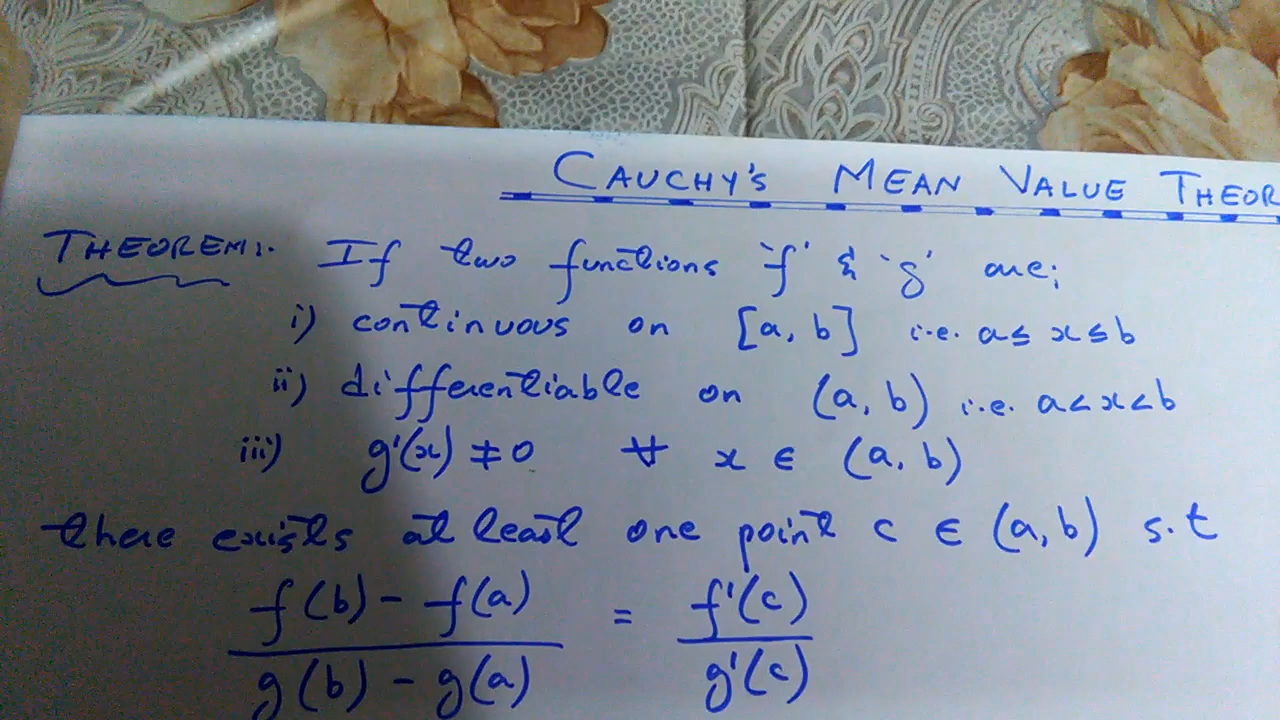 CAUCHY'S MEAN VALUE THEOR
THEOREM:. If two functions 'f' & 'g' are;
i) continuous on [a, b] i.e. a≤ x ≤ b
ii) differentiable on (a, b) i.e. a<x<b
iii) g'(x) ≠ 0 ∀ x ∈ (a, b)
there exists at least one point c ∈ (a, b) s.t
f(b) - f(a) = f'(c)
g(b) - g(a) g'(c)